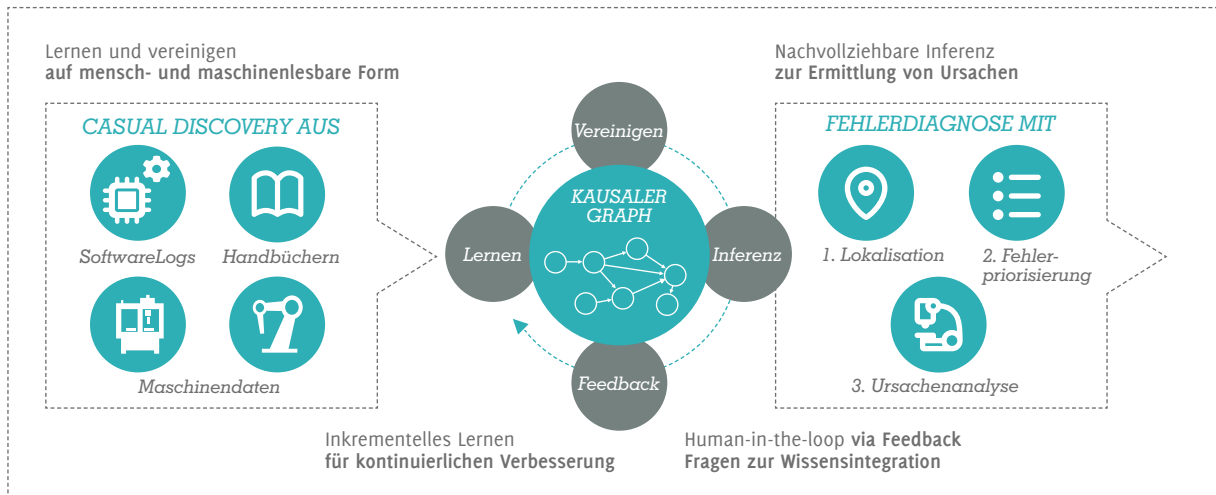 Lernen und vereinigen
auf mensch- und maschinenlesbare Form
CASUAL DISCOVERY AUS
SoftwareLogs
Handbüchern
Maschinendaten
Vereinigen
Lernen
KAUSALER
GRAPH
Inferenz
Feedback
Inkrementelles Lernen
für kontinuierlichen Verbesserung
Nachvollziehbare Inferenz
zur Ermittlung von Ursachen
FEHLERDIAGNOSE MIT
1. Lokalisation
2. Fehler-
priorisierung
3. Ursachenanalyse
Human-in-the-loop via Feedback
Fragen zur Wissensintegration